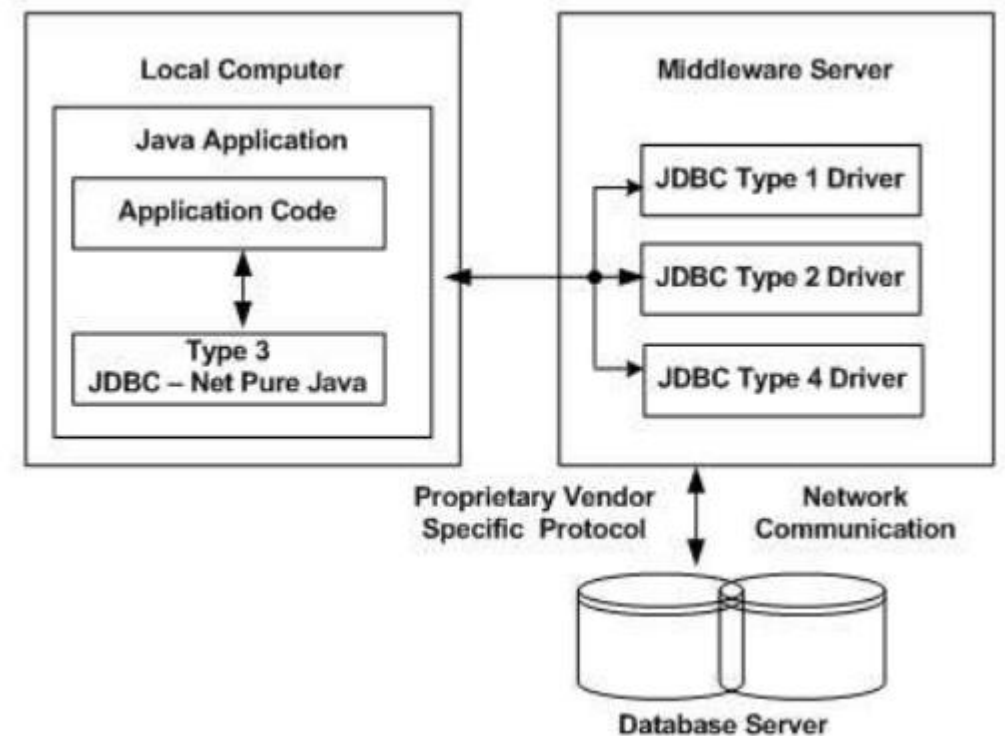 Local Computer
Java Application
Application Code
Type 3
JDBC – Net Pure Java
Middleware Server
JDBC Type 1 Driver
JDBC Type 2 Driver
JDBC Type 4 Driver
Proprietary Vendor
Specific Protocol
Network
Communication
Database Server